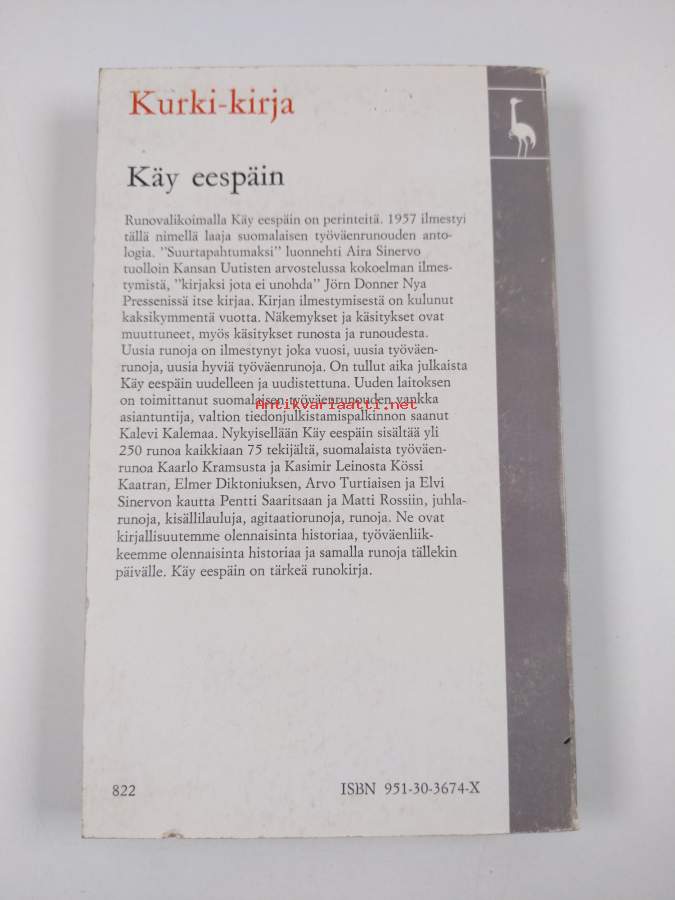 Kurki-kirja
Käy eespäin
Runovalikoimalla Käy eespäin on perinteitä. 1957 ilmestyi
tällä nimellä laaja suomalaisen työväenrunouden anto-
logia. ”Suurtapahtumaksi” luonnehti Aira Sinervo
tuolloin Kansan Uutisten arvostelussa kokoelman ilmes-
tymistä, ”kirjaksi jota ei unohda” Jörn Donner Nya
Pressenissä itse kirjaa. Kirjan ilmestymisestä on kulunut
kaksikymmentä vuotta. Näkemykset ja käsitykset ovat
muuttuneet, myös käsitykset runosta ja runoudesta.
Uusia runoja on ilmestynyt joka vuosi, uusia työväen-
runoja, uusia hyviä työväenrunoja. On tullut aika julkaista
Käy eespäin uudelleen ja uudistettuna. Uuden laitoksen
on toimittanut suomalaisen työväenrunouden vankka
Antikvariaatti.net
asiantuntija, valtion tiedonjulkistamispalkinnon saanut
Kalevi Kalemaa. Nykyisellään Käy eespäin sisältää yli
250 runoa kaikkiaan 75 tekijältä, suomalaista työväen-
runoa Kaarlo Kramsusta ja Kasimir Leinosta Kössi
Kaatran, Elmer Diktoniuksen, Arvo Turtiaisen ja Elvi
Sinervon kautta Pentti Saaritsaan ja Matti Rossiin, juhla-
runoja, kisällilauluja, agitaatiorunoja, runoja. Ne ovat
kirjallisuutemme olennaisinta historiaa, työväenliik-
keemme olennaisinta historiaa ja samalla runoja tällekin
päivälle. Käy eespäin on tärkeä runokirja.
822
ISBN 951-30-3674-X